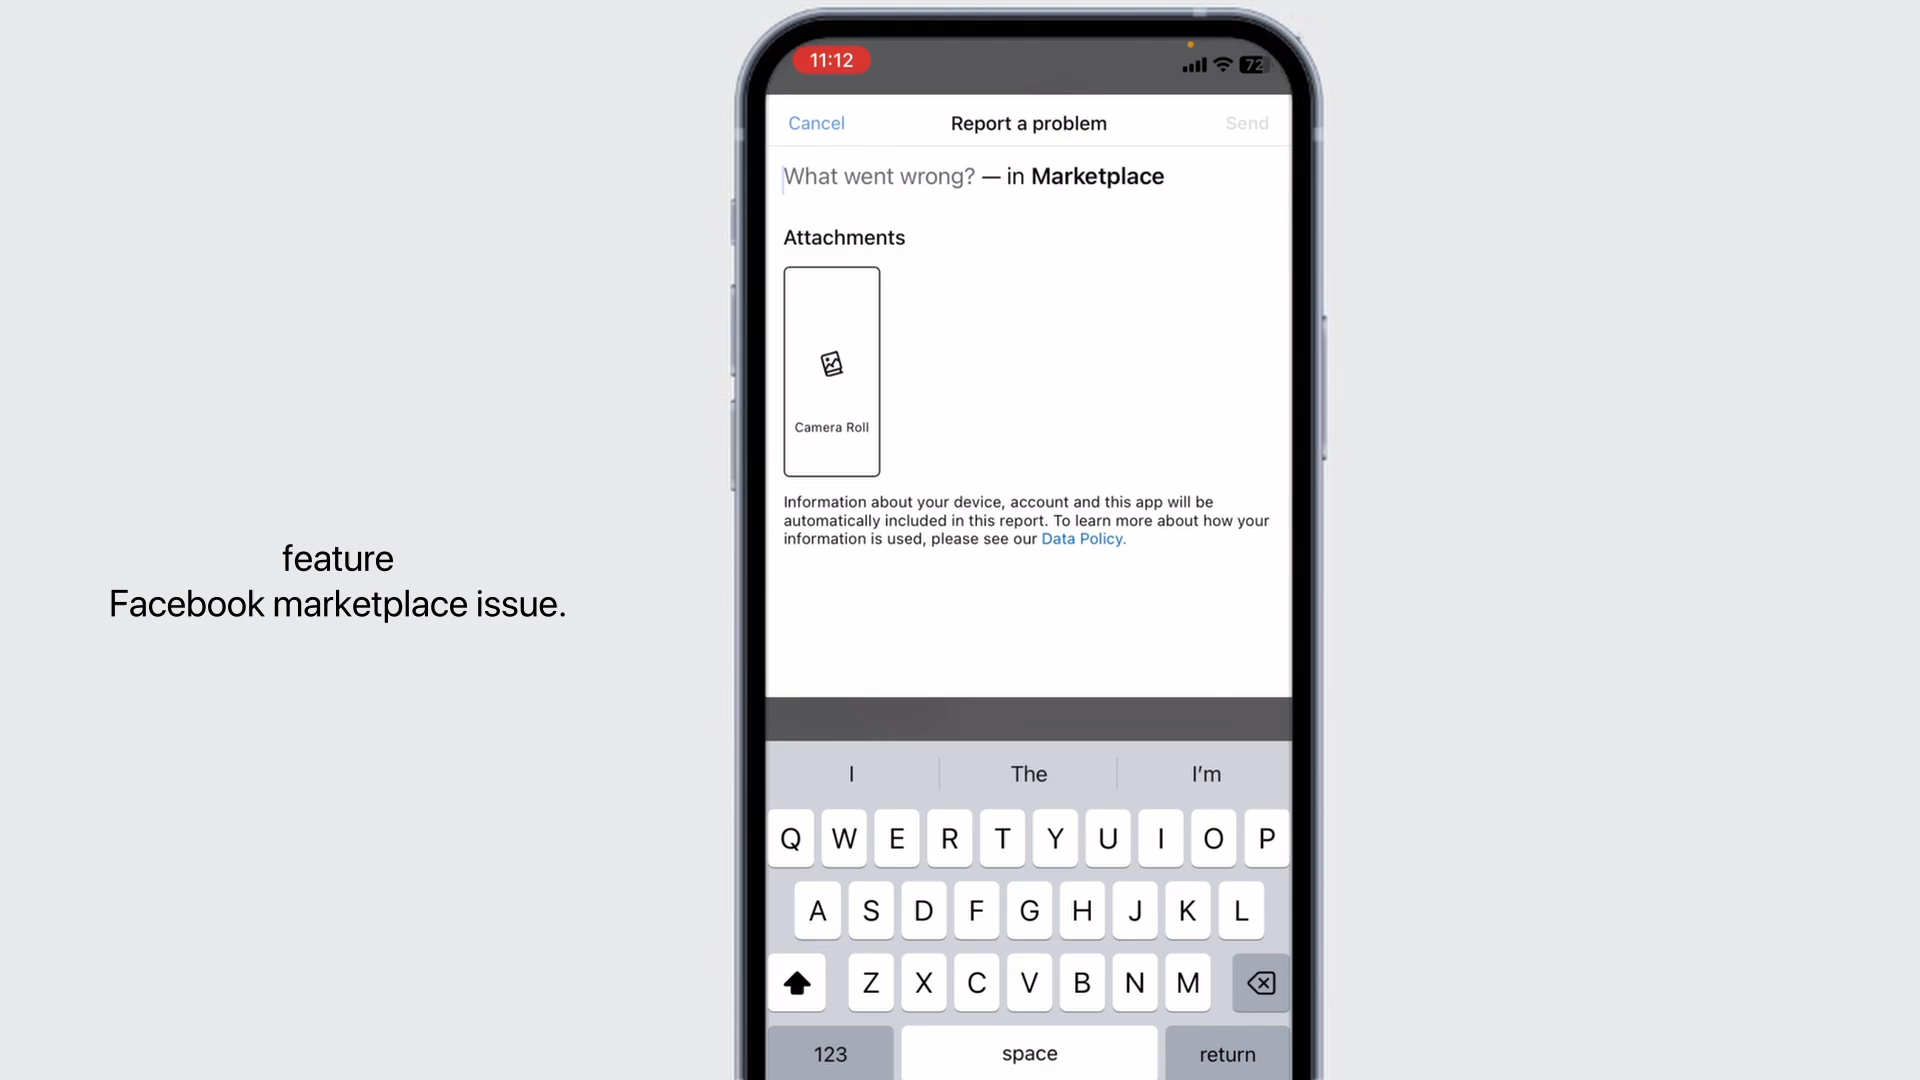 11:12
72
Cancel
Report a problem
Send
What went wrong? — in Marketplace
Attachments
Camera Roll
Information about your device, account and this app will be
automatically included in this report. To learn more about how your
information is used, please see our Data Policy.
feature
Facebook marketplace issue.
I
The
I’m
Q W E R T Y U I O P
A S D F G H J K L
Z X C V B N M
123
space
return